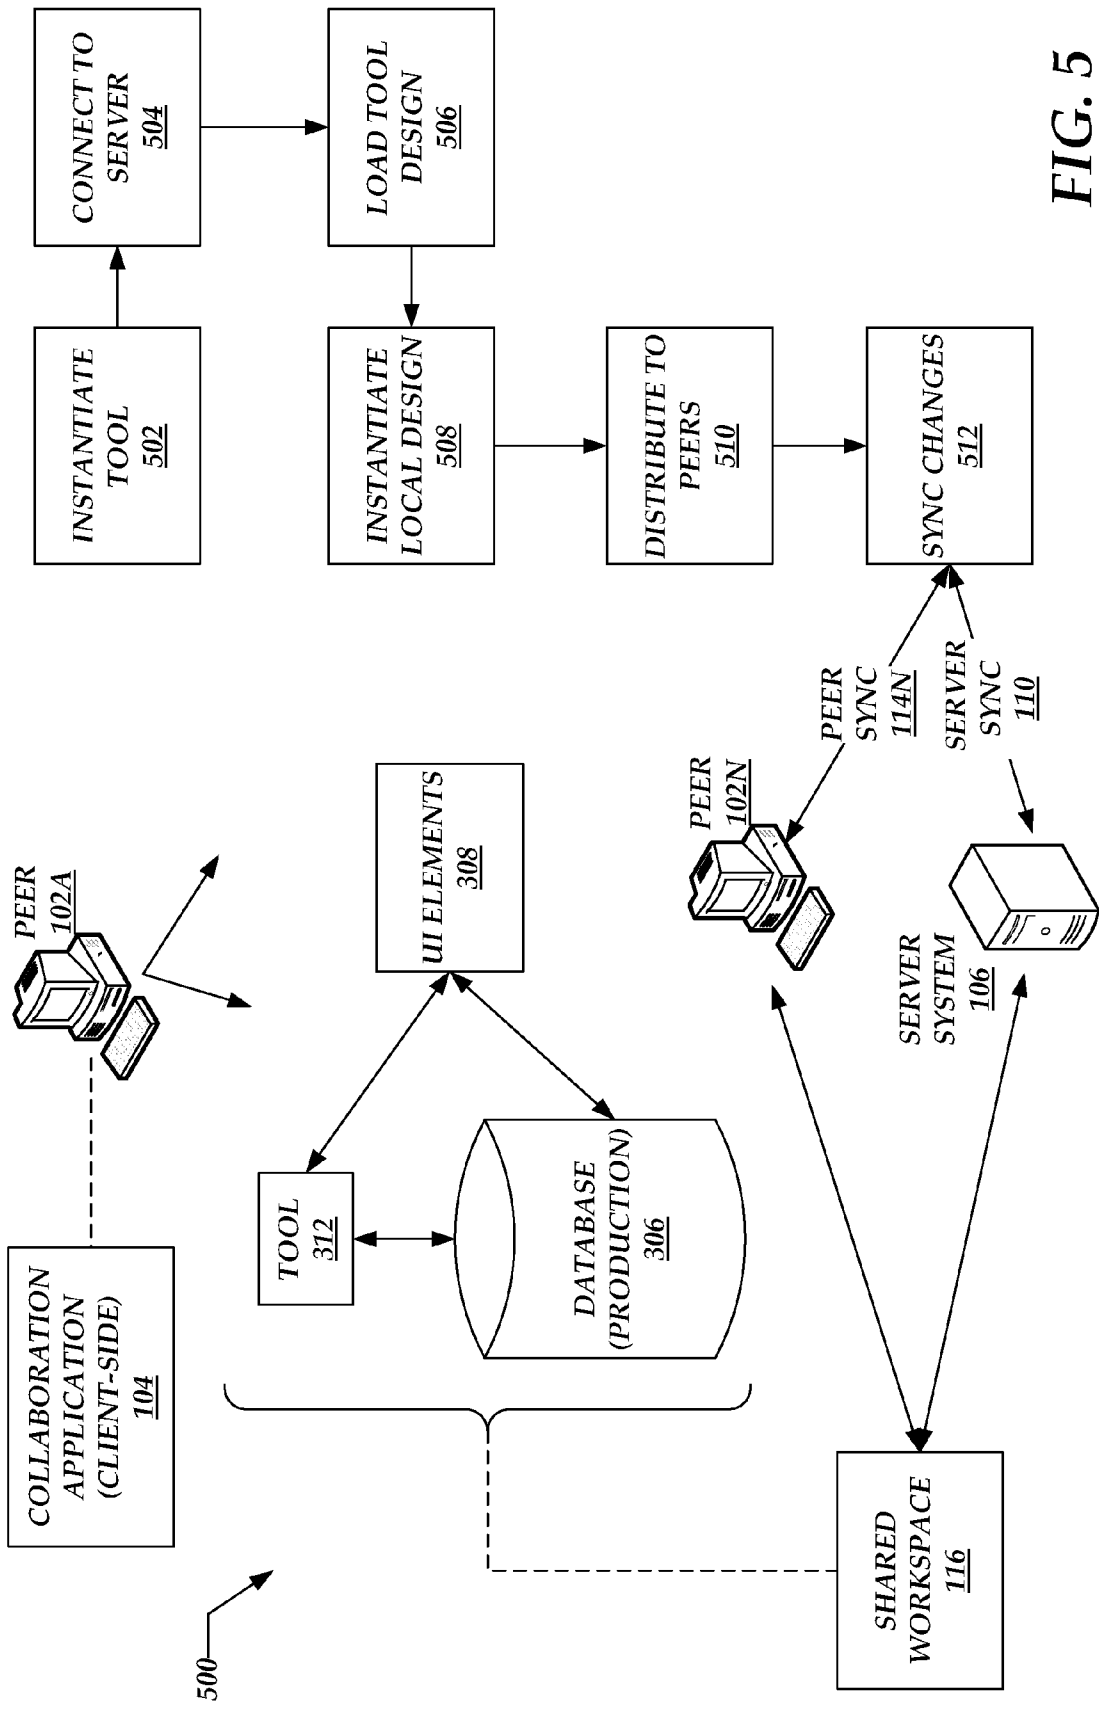 500
COLLABORATION
APPLICATION
(CLIENT-SIDE)
104
PEER
102A
INSTANTIATE
TOOL
502
CONNECT TO
SERVER
504
TOOL
312
UI ELEMENTS
308
INSTANTIATE
LOCAL DESIGN
508
LOAD TOOL
DESIGN
506
DATABASE
(PRODUCTION)
306
DISTRIBUTE TO
PEERS
510
PEER
102N
PEER
SYNC
114N
SYNC CHANGES
512
SERVER
SYNC
110
SHARED
WORKSPACE
116
SERVER
SYSTEM
106
FIG. 5